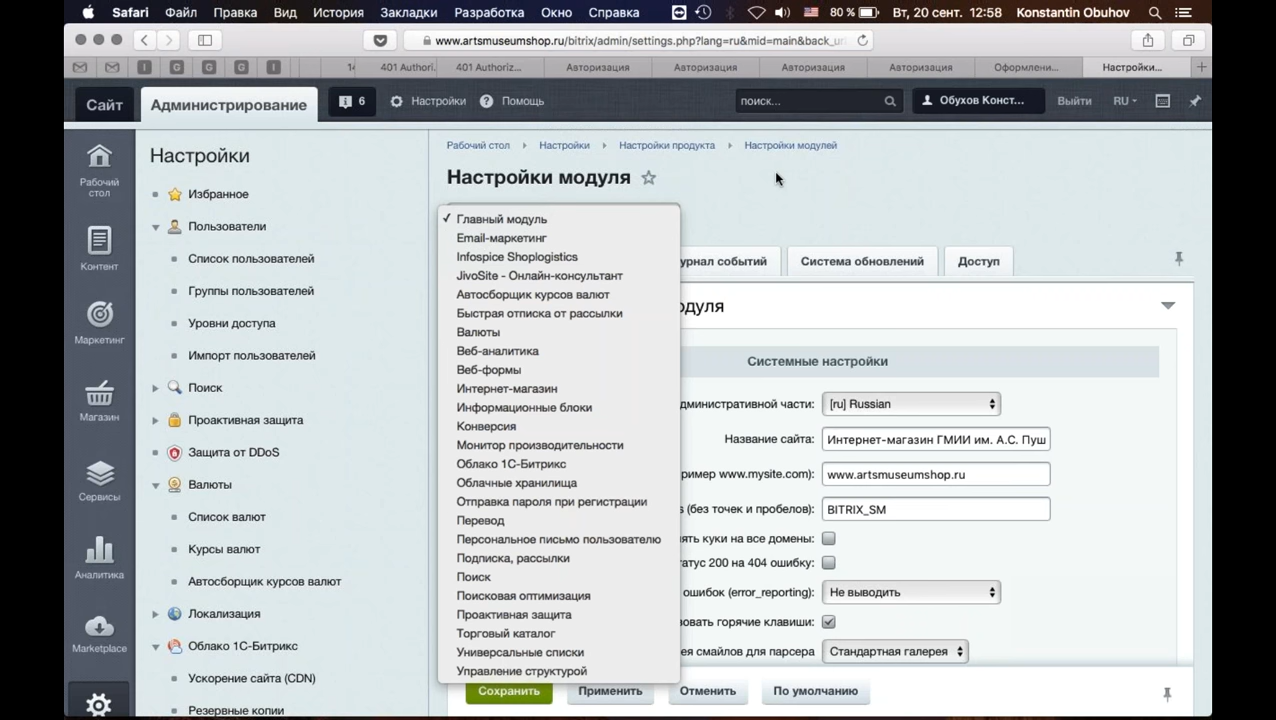 Safari Файл Правка Вид История Закладки Разработка Окно Справка 80 % Вт, 20 сент. 12:58 Konstantin Obuhov
www.artsmuseumshop.ru/bitrix/admin/settings.php?lang=ru&mid=main&back_u
401 Authori... 401 Authoriz... Авторизация Авторизация Авторизация Авторизация Оформлени... Настройки...
Сайт Администрирование 6 Настройки Помощь поиск... Обухов Конст... Выйти RU
Настройки
Рабочий стол Настройки Настройки продукта Настройки модулей
Настройки модуля
Рабочий
стол
Контент
Маркетинг
Магазин
Сервисы
Аналитика
Marketplace
Избранное
Пользователи
Список пользователей
Группы пользователей
Уровни доступа
Импорт пользователей
Поиск
Проактивная защита
Защита от DDoS
Валюты
Список валют
Курсы валют
Автосборщик курсов валют
Локализация
Облако 1С-Битрикс
Ускорение сайта (CDN)
Резервные копии
✓ Главный модуль
Email-маркетинг
Infospice Shoplogistics
JivoSite - Онлайн-консультант
Автосборщик курсов валют
Быстрая отписка от рассылки
Валюты
Веб-аналитика
Веб-формы
Интернет-магазин
Информационные блоки
Конверсия
Монитор производительности
Облако 1С-Битрикс
Облачные хранилища
Отправка пароля при регистрации
Перевод
Персональное письмо пользователю
Подписка, рассылки
Поиск
Поисковая оптимизация
Проактивная защита
Торговый каталог
Универсальные списки
Управление структурой
урнал событий Система обновлений Доступ
одуля
Системные настройки
дминистративной части: [ru] Russian
Название сайта: Интернет-магазин ГМИИ им. А.С. Пуш
ример www.mysite.com): www.artsmuseumshop.ru
s (без точек и пробелов): BITRIX_SM
ять куки на все домены:
татус 200 на 404 ошибку:
ошибок (error_reporting): Не выводить
зовать горячие клавиши:
ея смайлов для парсера Стандартная галерея
Сохранить Применить Отменить По умолчанию